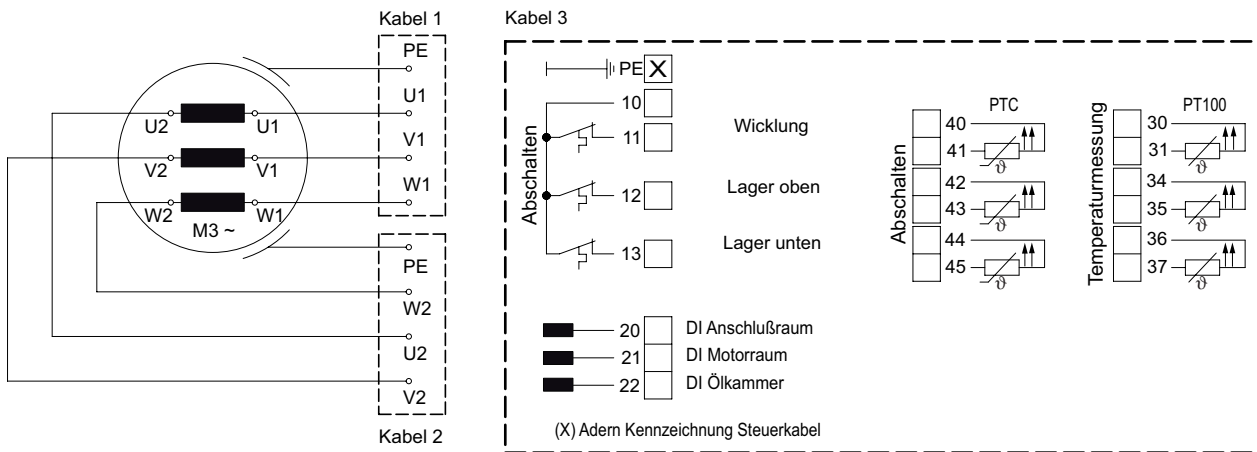 Kabel 1
PE
U1
V1
W1
U2 U1
V2 V1
W2 W1
M3 ~
PE
W2
U2
V2
Kabel 2
Kabel 3
Abschalten
PE X
10
11 Wicklung
12 Lager oben
13 Lager unten
20 DI Anschlußraum
21 DI Motorraum
22 DI Ölkammer
(X) Adern Kennzeichnung Steuerkabel
Abschalten
PTC
40
41 ϑ
42
43 ϑ
44
45 ϑ
Temperaturmessung
PT100
30
31 ϑ
34
35 ϑ
36
37 ϑ